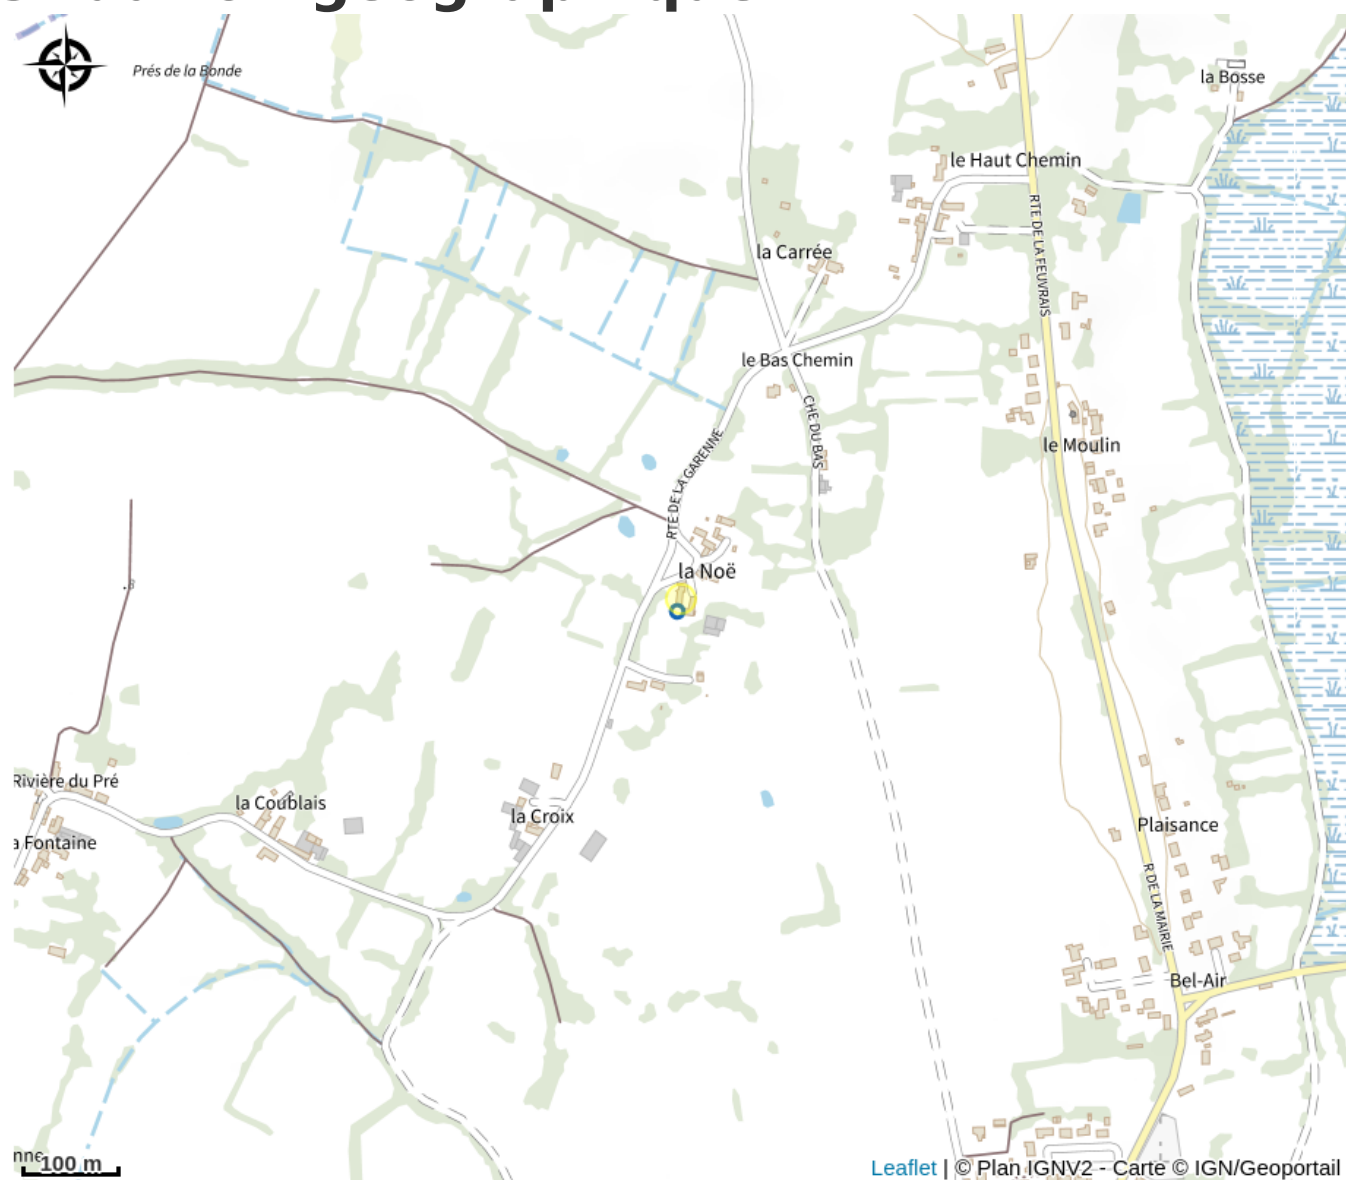 Prés de la Bonde
la Bosse
le Haut Chemin
RTE DE LA FEUVRAIS
la Carrée
le Bas Chemin
CHE DU BAS
RTE DE LA GARENNE
le Moulin
la Noë
Rivière du Pré
la Coublais
la Croix
a Fontaine
Plaisance
R DE LA MAIRIE
Bel-Air
nne
100 m
Leaflet | © Plan IGNV2 - Carte © IGN/Geoportail